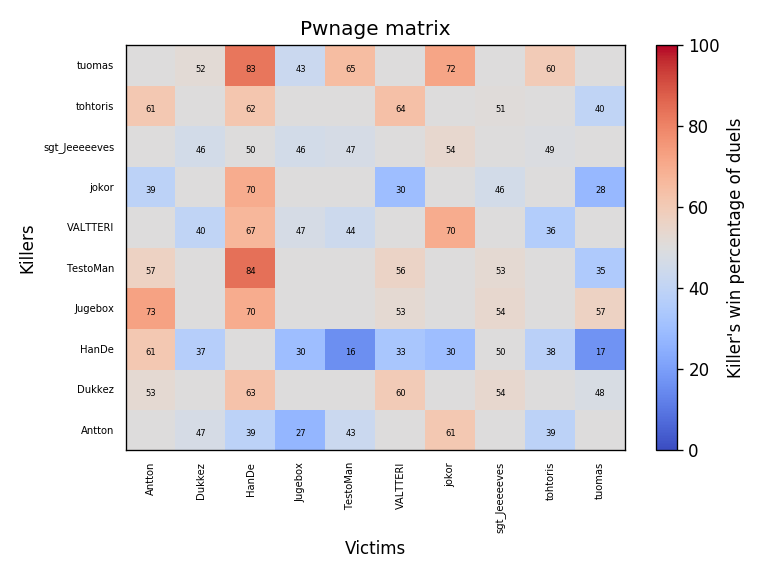 Pwnage matrix
tuomas 52 83 43 65 72 60
tohtoris 61 62 64 51 40
sgt_Jeeeeeves 46 50 46 47 54 49
jokor 39 70 30 46 28
VALTTERI 40 67 47 44 70 36
TestoMan 57 84 56 53 35
Jugebox 73 70 53 54 57
HanDe 61 37 30 16 33 30 50 38 17
Dukkez 53 63 60 54 48
Antton 47 39 27 43 61 39
Killers
Antton Dukkez HanDe Jugebox TestoMan VALTTERI jokor sgt_Jeeeeeves tohtoris tuomas
Victims
100
80
60
40
20
0
Killer's win percentage of duels